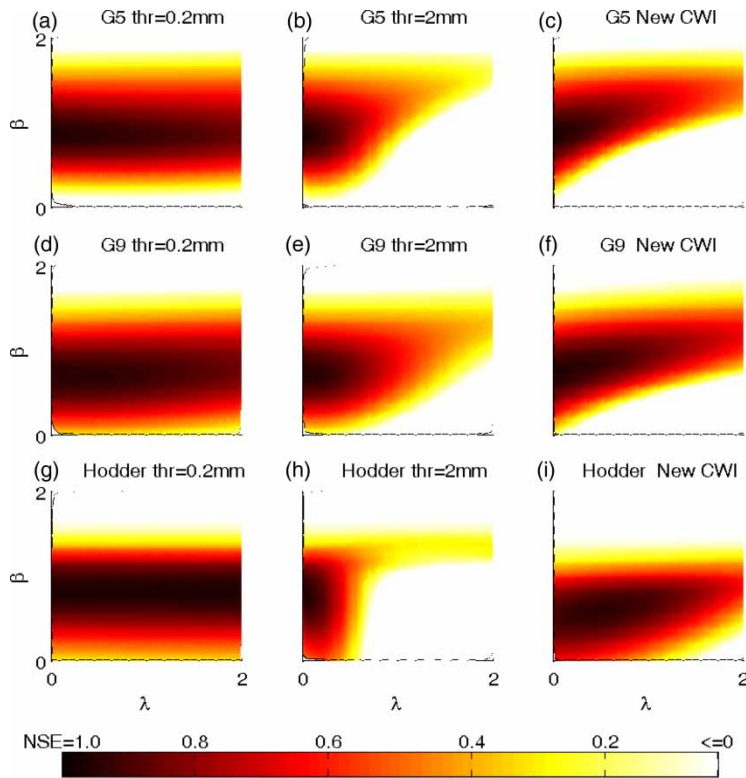 (a) G5 thr=0.2mm (b) G5 thr=2mm (c) G5 New CWI
2
β
0
(d) G9 thr=0.2mm (e) G9 thr=2mm (f) G9 New CWI
2
β
0
(g) Hodder thr=0.2mm (h) Hodder thr=2mm (i) Hodder New CWI
2
β
0
0 2 0 2 0 2
λ λ λ
NSE=1.0 0.8 0.6 0.4 0.2 <=0